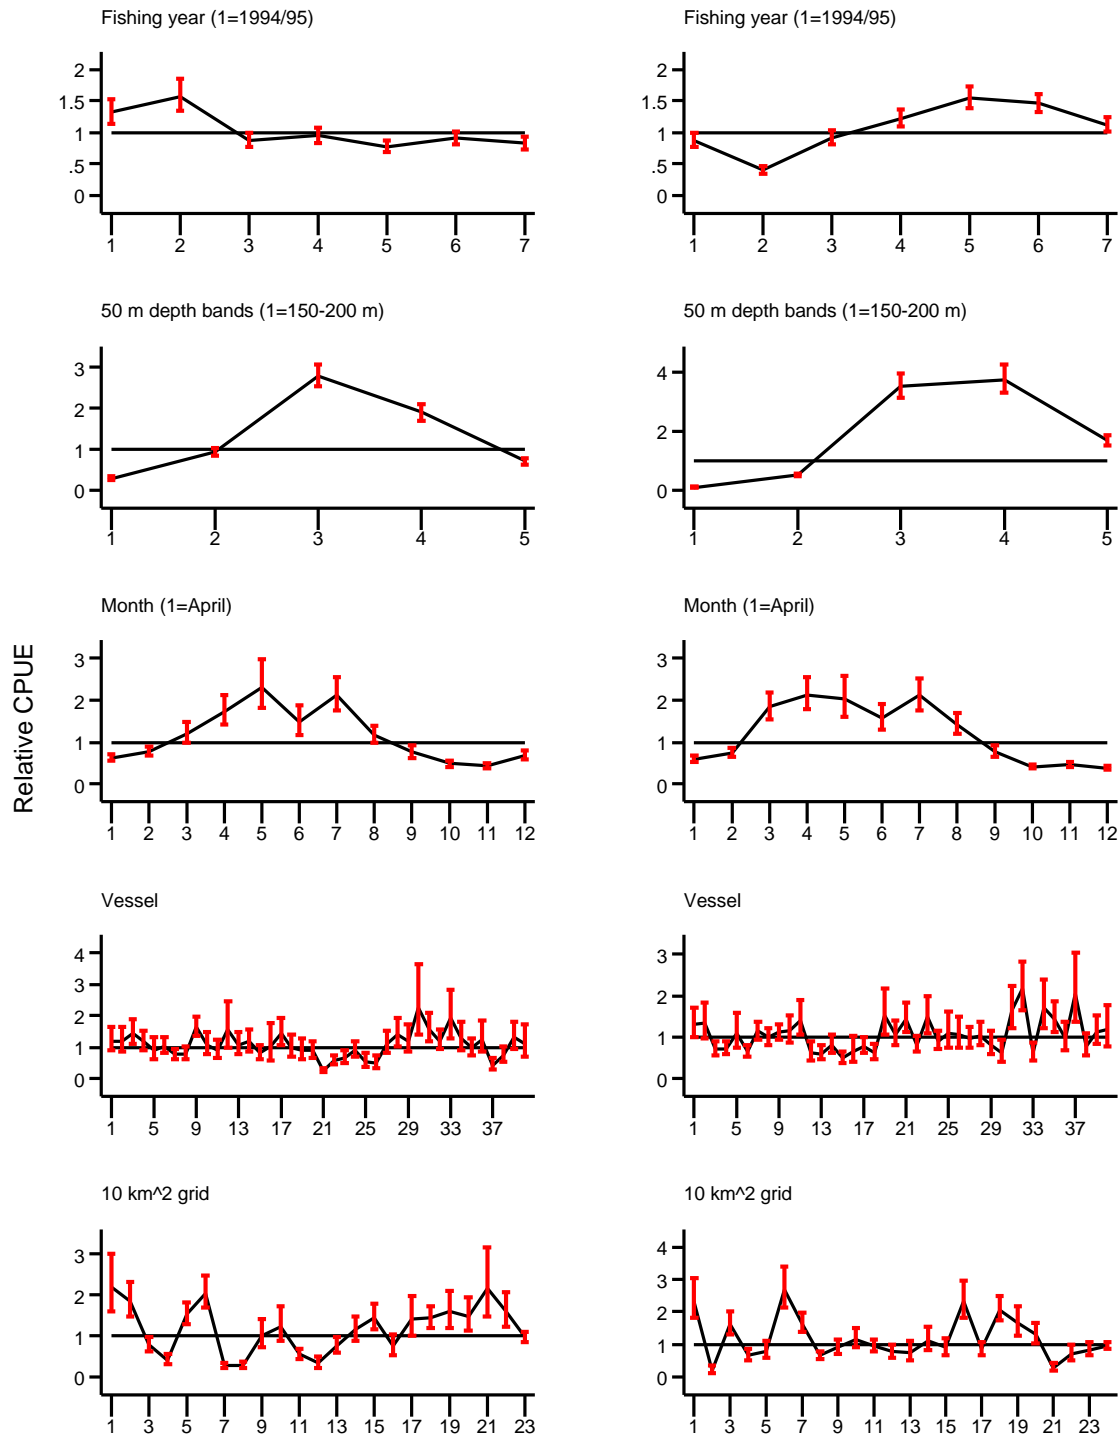 Fishing year (1=1994/95)
2
1.5
1
.5
0
1 2 3 4 5 6 7
Fishing year (1=1994/95)
2
1.5
1
.5
0
1 2 3 4 5 6 7
50 m depth bands (1=150-200 m)
3
2
1
0
1 2 3 4 5
50 m depth bands (1=150-200 m)
4
2
0
1 2 3 4 5
Relative CPUE
Month (1=April)
3
2
1
0
1 2 3 4 5 6 7 8 9 10 11 12
Month (1=April)
3
2
1
0
1 2 3 4 5 6 7 8 9 10 11 12
Vessel
4
3
2
1
0
1 5 9 13 17 21 25 29 33 37
Vessel
3
2
1
0
1 5 9 13 17 21 25 29 33 37
10 km^2 grid
3
2
1
0
1 3 5 7 9 11 13 15 17 19 21 23
10 km^2 grid
4
3
2
1
0
1 3 5 7 9 11 13 15 17 19 21 23